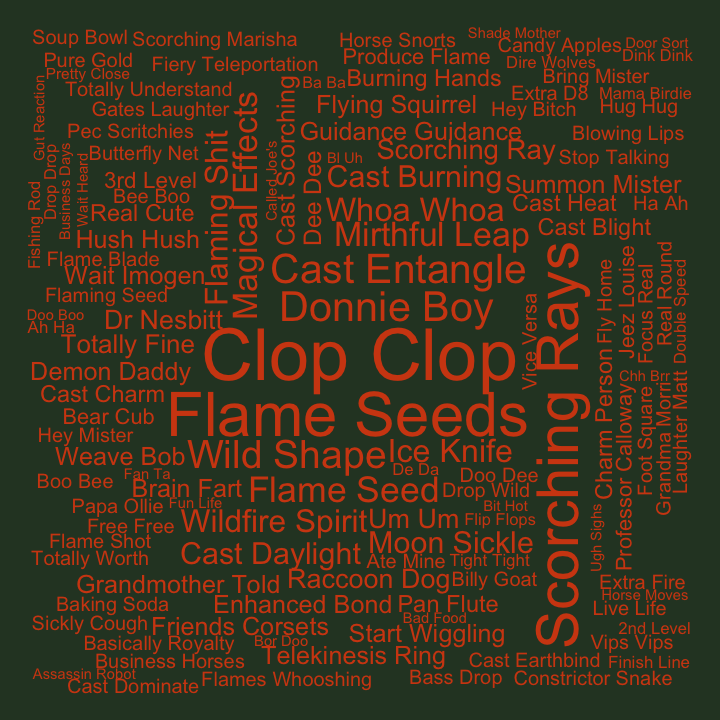 Soup Bowl
Scorching Marisha
Horse Snorts
Shade Mother
Candy Apples
Door Sort
Pure Gold
Fiery Teleportation
Produce Flame
Dire Wolves
Dink Dink
Pretty Close
Ba Ba
Burning Hands
Bring Mister
Totally Understand
Extra D8
Mama Birdie
Gates Laughter
Flying Squirrel
Hey Bitch
Hug Hug
Gut Reaction
Pec Scritchies
Guidance Guidance
Blowing Lips
Butterfly Net
Bl Uh
Scorching Ray
Stop Talking
Drop Drop
Business Days
Wait Heard
Flaming Shit
Magical Effects
Called Joe's
Cast Scorching
Dee Dee
3rd Level
Cast Burning
Summon Mister
Bee Boo
Fishing Rod
Real Cute
Whoa Whoa
Cast Heat
Ha Ah
Hush Hush
Mirthful Leap
Cast Blight
Flame Blade
Wait Imogen
Cast Entangle
Flaming Seed
Donnie Boy
Doo Boo
Dr Nesbitt
Ah Ha
Vice Versa
Scorching Rays
Fly Home
Jeez Louise
Focus Real
Real Round
Double Speed
Totally Fine
Clop Clop
Demon Daddy
Chh Brr
Cast Charm
Flame Seeds
Charm Person
Professor Calloway
Foot Square
Grandma Morri
Laughter Matt
Bear Cub
Hey Mister
Weave Bob
Wild Shape
Ice Knife
Boo Bee
Fan Ta
De Da
Doo Dee
Brain Fart
Flame Seed
Drop Wild
Papa Ollie
Fun Life
Bit Hot
Free Free
Wildfire Spirit
Um Um
Flip Flops
Ugh Sighs
Flame Shot
Moon Sickle
Totally Worth
Cast Daylight
Ate Mine
Tight Tight
Grandmother Told
Raccoon Dog
Billy Goat
Extra Fire
Horse Moves
Baking Soda
Enhanced Bond
Pan Flute
Live Life
Sickly Cough
Friends Corsets
Bad Food
Start Wiggling
2nd Level
Basically Royalty
Bor Doo
Vips Vips
Business Horses
Telekinesis Ring
Cast Earthbind
Finish Line
Assassin Robot
Cast Dominate
Flames Whooshing
Bass Drop
Constrictor Snake